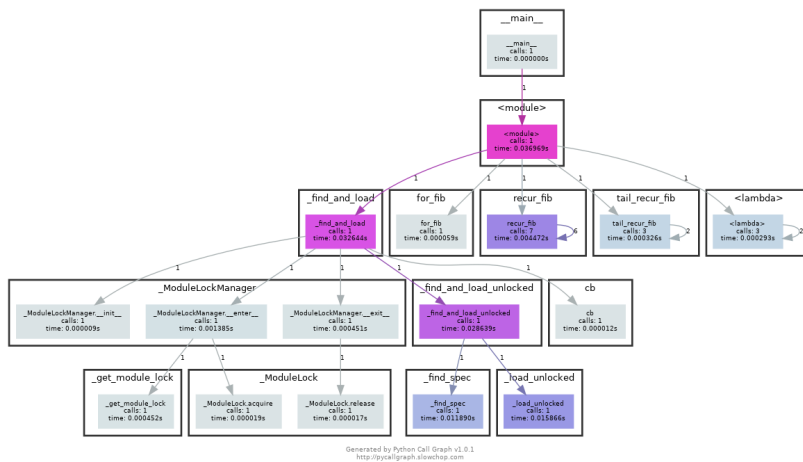 __main__
__main__
calls: 1
time: 0.000000s
1
<module>
<module>
calls: 1
time: 0.036969s
1
1
1
1
1
_find_and_load
_find_and_load
calls: 1
time: 0.032644s
for_fib
for_fib
calls: 1
time: 0.000059s
recur_fib
recur_fib
calls: 7
time: 0.004472s
6
tail_recur_fib
tail_recur_fib
calls: 3
time: 0.000326s
2
<lambda>
<lambda>
calls: 3
time: 0.000293s
2
1
1
1
1
1
_ModuleLockManager
_ModuleLockManager.__init__
calls: 1
time: 0.000009s
_ModuleLockManager.__enter__
calls: 1
time: 0.001385s
_ModuleLockManager.__exit__
calls: 1
time: 0.000451s
_find_and_load_unlocked
_find_and_load_unlocked
calls: 1
time: 0.028639s
cb
cb
calls: 1
time: 0.000012s
1
1
1
1
1
_get_module_lock
_get_module_lock
calls: 1
time: 0.000452s
_ModuleLock
_ModuleLock.acquire
calls: 1
time: 0.000019s
_ModuleLock.release
calls: 1
time: 0.000017s
_find_spec
_find_spec
calls: 1
time: 0.011890s
_load_unlocked
_load_unlocked
calls: 1
time: 0.015866s
Generated by Python Call Graph v1.0.1
http://pycallgraph.slowchop.com